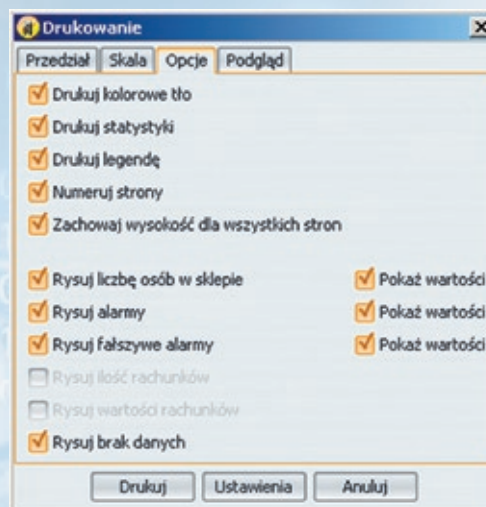 Drukowanie
Przedział Skala Opcje Podgląd
Drukuj kolorowe tło
Drukuj statystyki
Drukuj legendę
Numeruj strony
Zachowaj wysokość dla wszystkich stron
Rysuj liczbę osób w sklepie Pokaż wartości
Rysuj alarmy Pokaż wartości
Rysuj fałszywe alarmy Pokaż wartości
Rysuj ilość rachunków
Rysuj wartości rachunków
Rysuj brak danych
Drukuj Ustawienia Anuluj